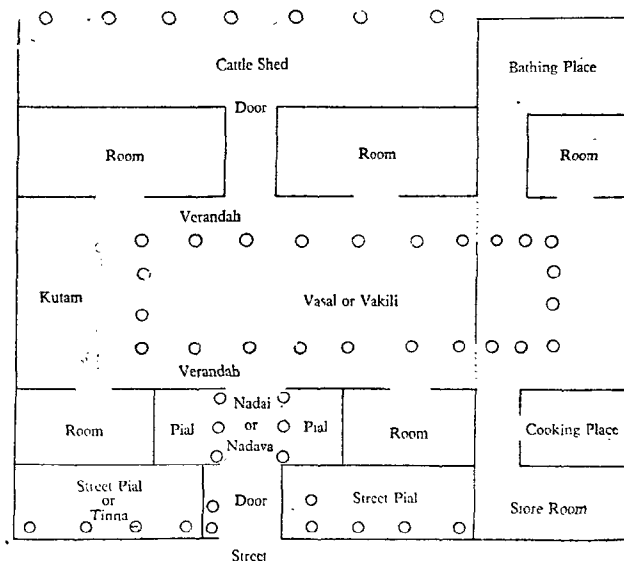 Cattle Shed
Bathing Place
Door
Room
Room
Room
Verandah
Kutam
Vasal or Vakili
Verandah
Room
Pial
Nadai
or
Nadava
Pial
Room
Cooking Place
Street Pial
or
Tinna
Door
Street Pial
Store Room
Street